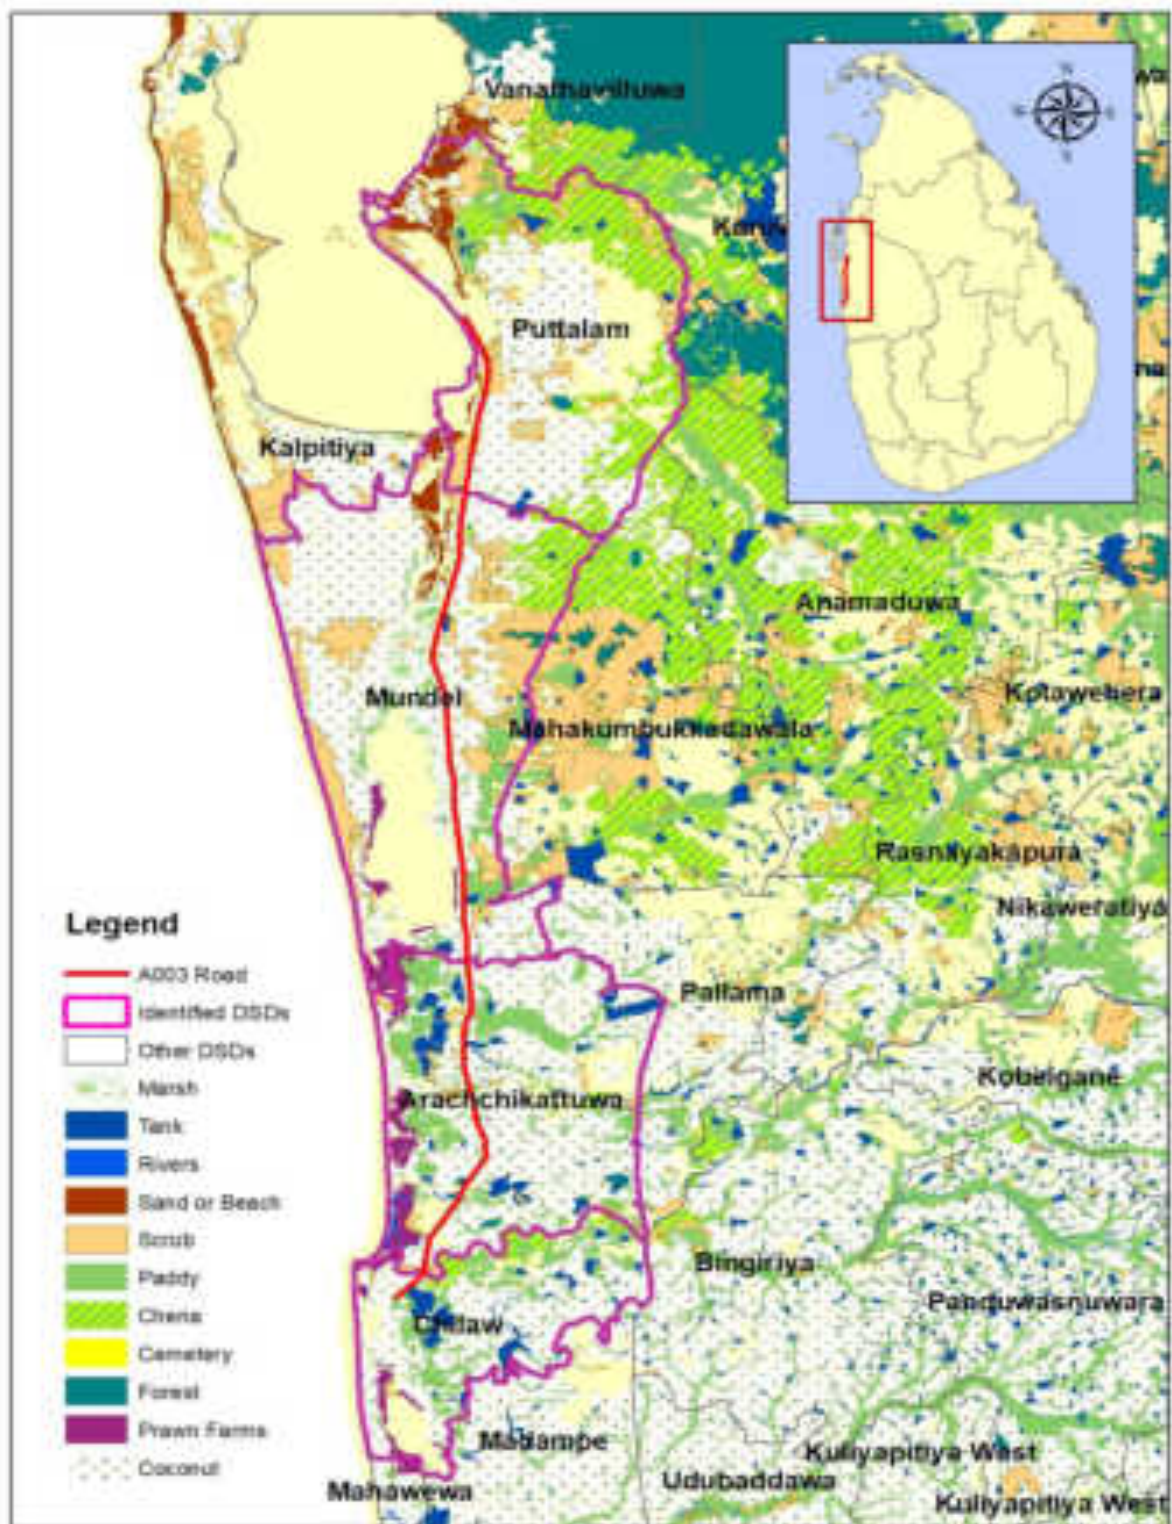 Vanathavilluwa
Puttalam
Kalpitiya
Anamaduwa
Kotawehera
Mundel
Mahakumbukkadawala
Rasnayakapura
Nikaweratiya
Legend
A003 Road
Identified DSDs
Other DSDs
Marsh
Tank
Rivers
Sand or Beach
Scrub
Paddy
Chena
Cemetery
Forest
Prawn Farms
Coconut
Pallama
Kobeigane
Arachchikattuwa
Bingiriya
Panduwasnuwara
Chilaw
Madampe
Kuliyapitiya West
Mahawewa
Udubaddawa
Kuliyapitiya West